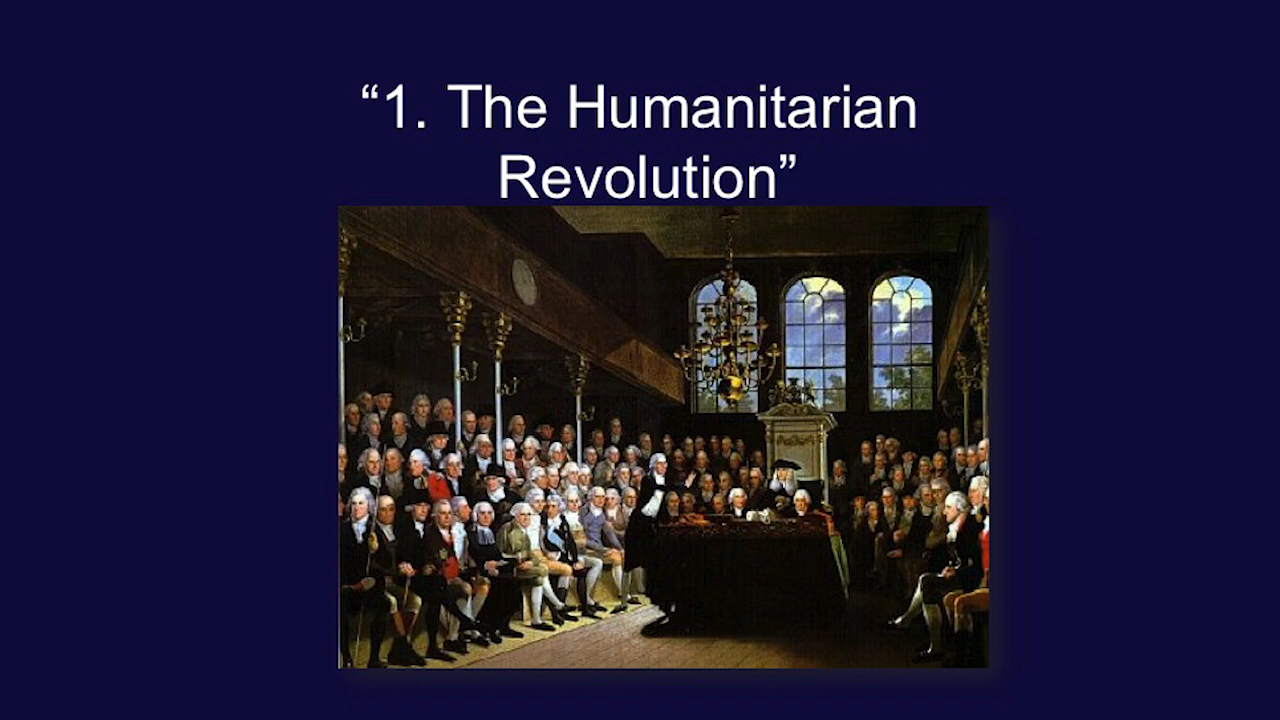 “1. The Humanitarian
Revolution”